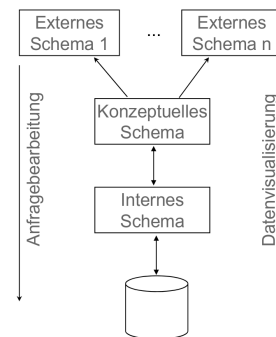 Externes
Schema 1
...
Externes
Schema n
Anfragebearbeitung
Konzeptuelles
Schema
Datenvisualisierung
Internes
Schema